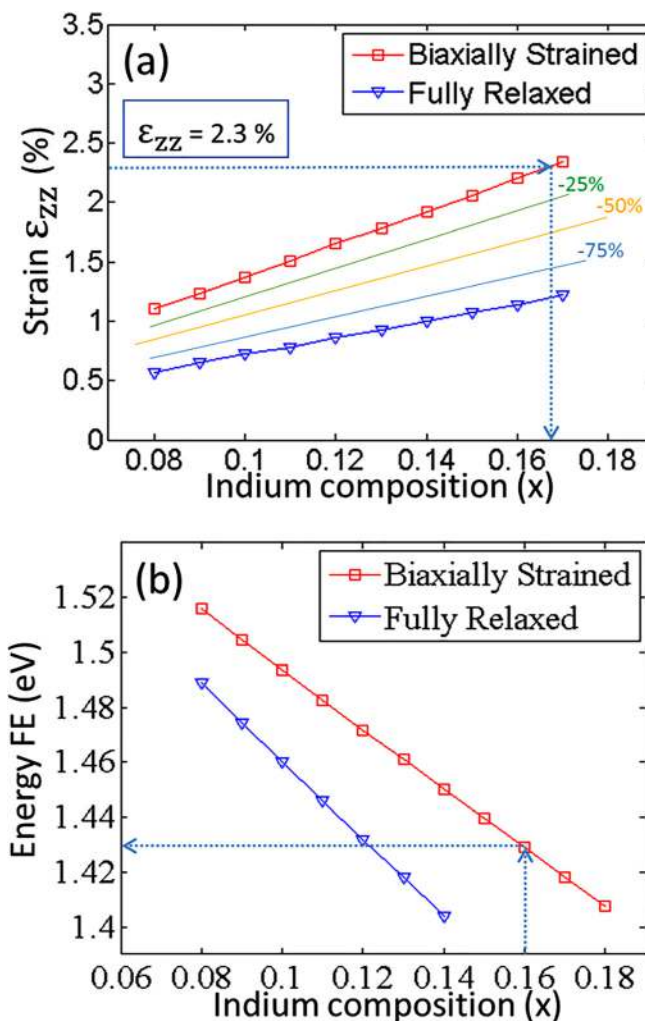 (a)
Biaxially Strained
Fully Relaxed
εzz = 2.3 %
-25%
-50%
-75%
Strain εzz (%)
3.5
3
2.5
2
1.5
1
0.5
0
0.08 0.1 0.12 0.14 0.16 0.18
Indium composition (x)
(b)
Biaxially Strained
Fully Relaxed
Energy FE (eV)
1.52
1.5
1.48
1.46
1.44
1.42
1.4
0.06 0.08 0.1 0.12 0.14 0.16 0.18
Indium composition (x)